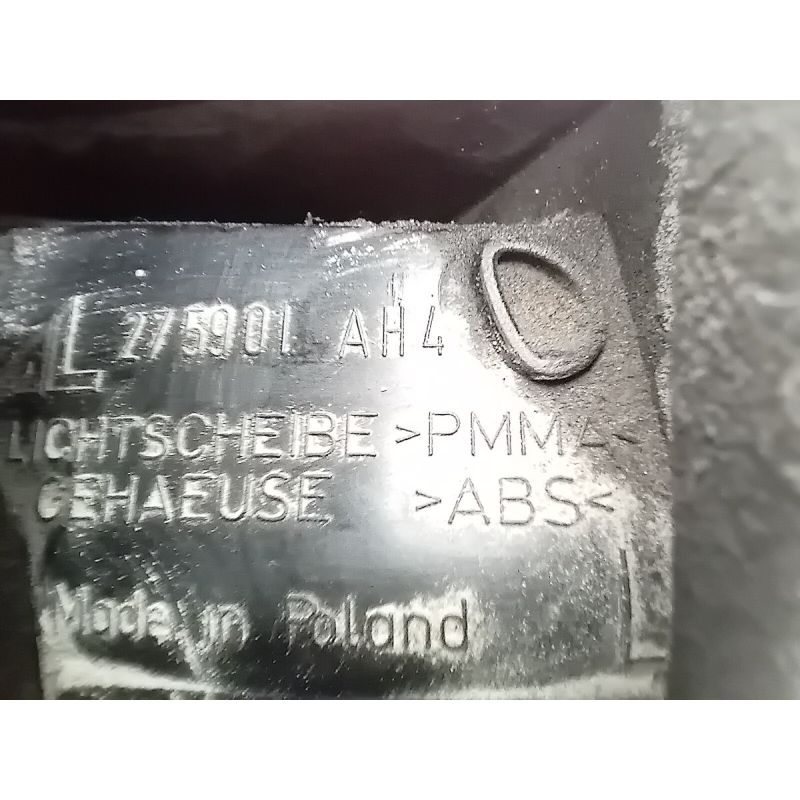 L 275901 AH4
LICHTSCHEIBE >PMMA<
GEHAEUSE >ABS<
Made in Poland